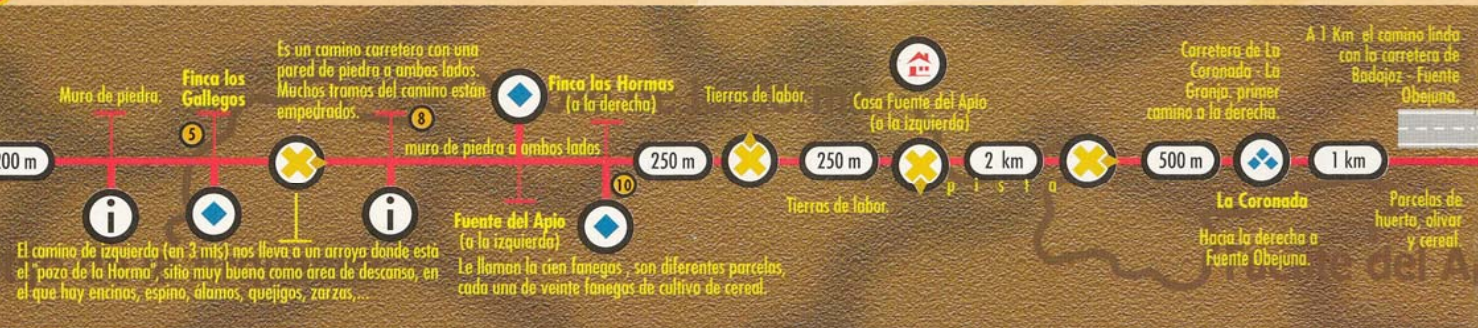 200 m
Muro de piedra.
Finca los
Gallegos
5
Es un camino carretero con una
pared de piedra a ambos lados.
Muchos tramos del camino están
empedrados.
8
muro de piedra a ambos lados
Finca las Hormas
(a la derecha)
10
El camino de izquierda (en 3 mts) nos lleva a un arroyo donde está
el "pozo de la Horma", sitio muy bueno como área de descanso, en
el que hay encinas, espino, álamos, quejigos, zarzas,...
i
i
Fuente del Apio
(a la izquierda)
Le llaman la cien fanegas , son diferentes parcelas,
cada una de veinte fanegas de cultivo de cereal.
250 m
Tierras de labor.
250 m
Tierras de labor.
Casa Fuente del Apio
(a la izquierda)
2 km
pista
Carretera de La
Coronada - La
Granja. primer
camino a la derecha.
500 m
La Coronada
Hacia la derecha a
Fuente Obejuna.
1 km
A 1 Km el camino linda
con la carretera de
Badajoz - Fuente
Obejuna.
Parcelas de
huerta, olivar
y cereal.